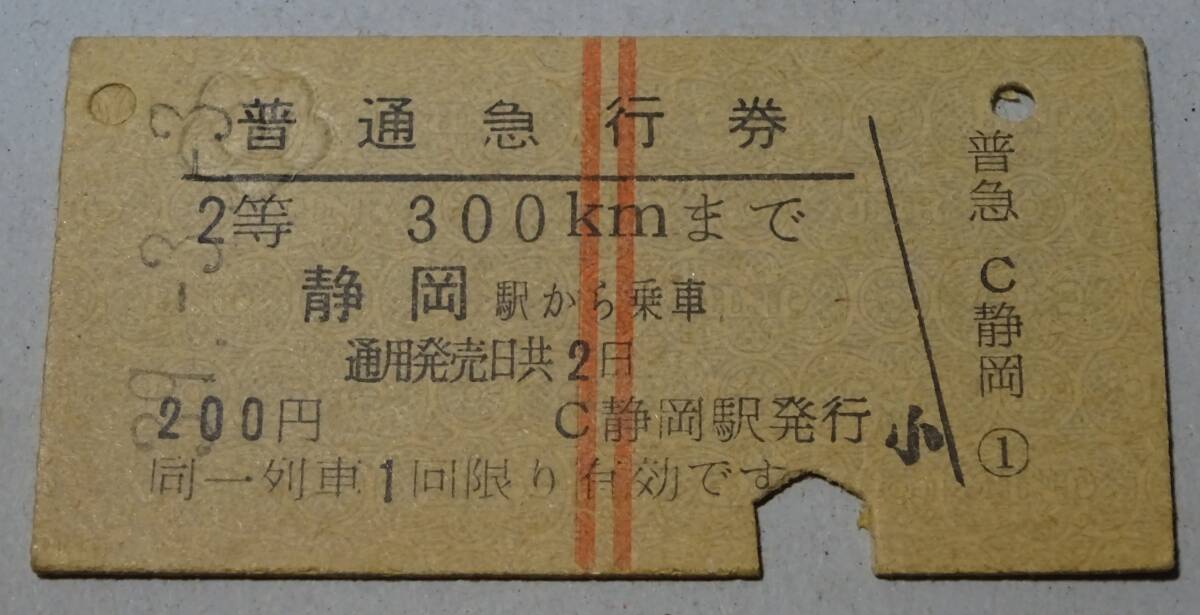 普通急行券
2等 300kmまで
静岡駅から乗車
通用発売日共2日
200円 C静岡駅発行
同一列車1回限り有効です
小
普急 C静岡 ①